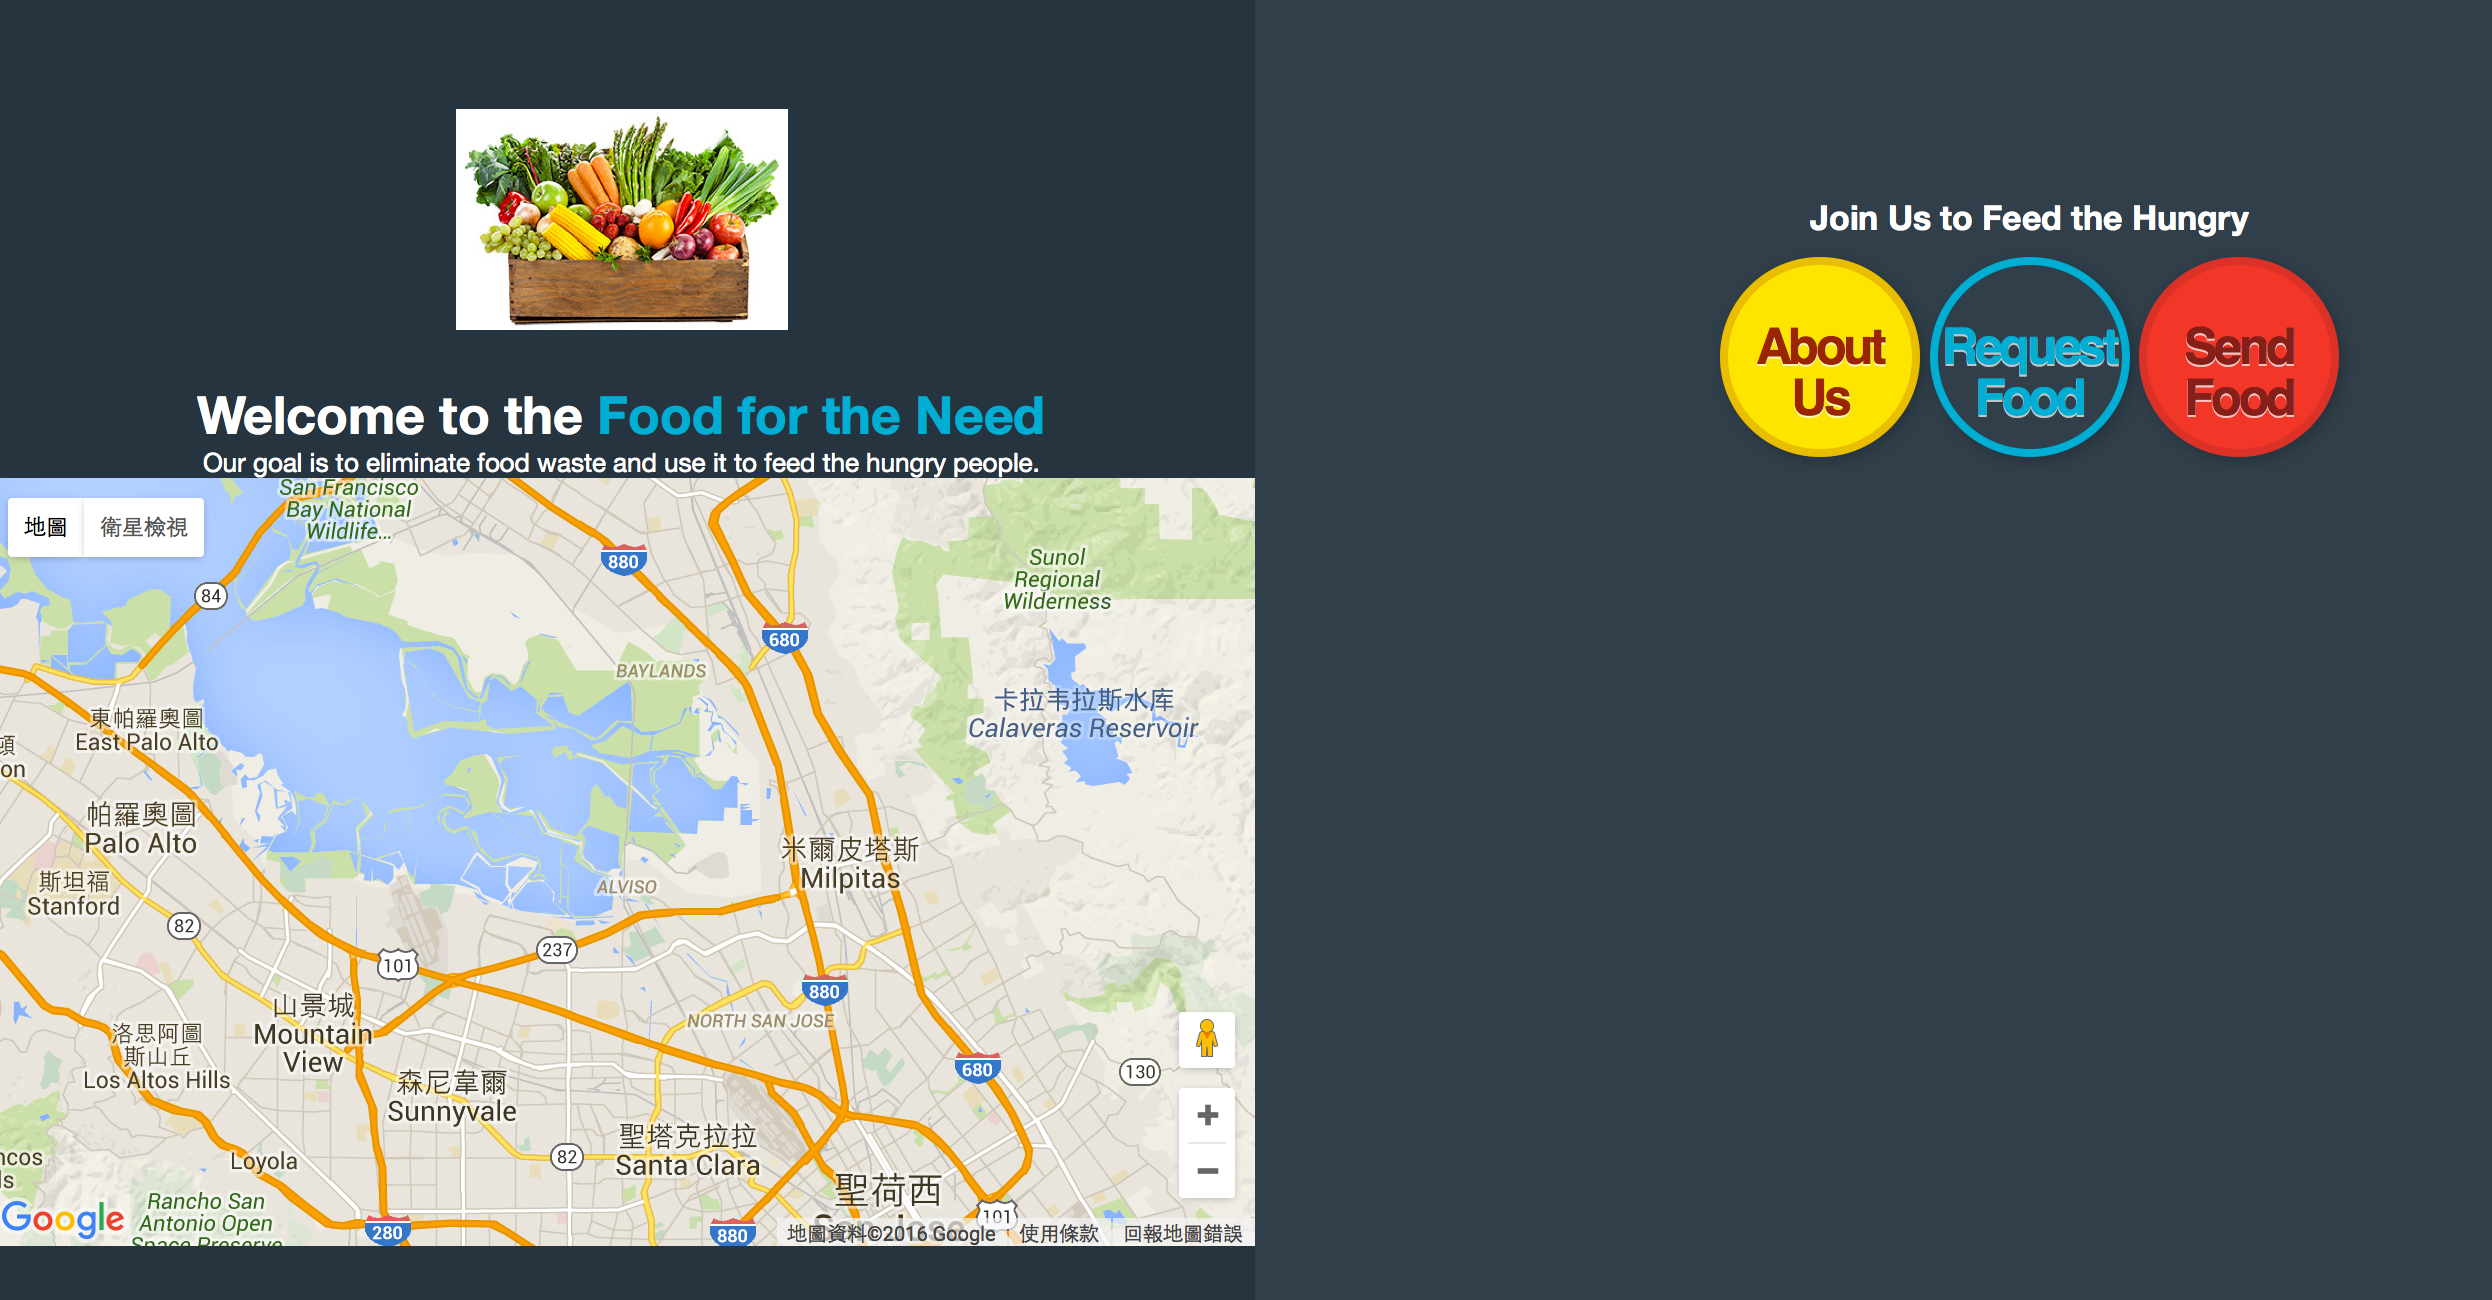 Welcome to the Food for the Need
Our goal is to eliminate food waste and use it to feed the hungry people.
Join Us to Feed the Hungry
About
Us
Request
Food
Send
Food
地圖
衛星檢視
San Francisco
Bay National
Wildlife...
880
Sunol
Regional
Wilderness
84
680
BAYLANDS
卡拉韦拉斯水库
Calaveras Reservoir
東帕羅奧圖
East Palo Alto
頓
on
帕羅奧圖
Palo Alto
米爾皮塔斯
Milpitas
斯坦福
Stanford
ALVISO
82
237
101
880
山景城
Mountain
View
NORTH SAN JOSE
洛思阿圖
斯山丘
Los Altos Hills
680
130
森尼韋爾
Sunnyvale
聖塔克拉拉
Santa Clara
82
Loyola
ncos
ls
聖荷西
San Jose
101
Rancho San
Antonio Open
Space Preserve
Google
280
880
地圖資料©2016 Google
使用條款
回報地圖錯誤